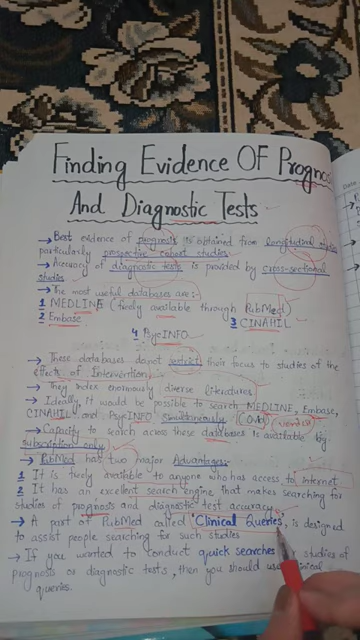 Finding Evidence OF Progno
And Diagnostic Tests
→ Best evidence of prognosis is obtained from longitudinal studies
particularly prospective cohort studies.
→ Accuracy of diagnostic tests is provided by cross-sectional
studies
→ The most useful databases are:-
1 MEDLINE (freely available through PubMed)
2 Embase 3 CINAHL
4 PsycINFO
→ These databases donot restrict their focus to studies of the
effects of Intervention.
→ They index enormously diverse literatures
→ Ideally, it would be possible to search MEDLINE, Embase,
CINAHL and PsycINFO simultaneously (Ovid)
→ Capacity to search across these databases is available by
subscription only
→ PubMed has two major Advantages:-
1 It is freely available to anyone who has access to Internet
2 It has an excellent search engine that makes searching for
studies of prognosis and diagnostic test accuracy
→ A part of PubMed called "Clinical Queries, is designed
to assist people searching for such studies
→ If you wanted to conduct quick searches studies of
prognosis or diagnostic tests, then you should use
queries.